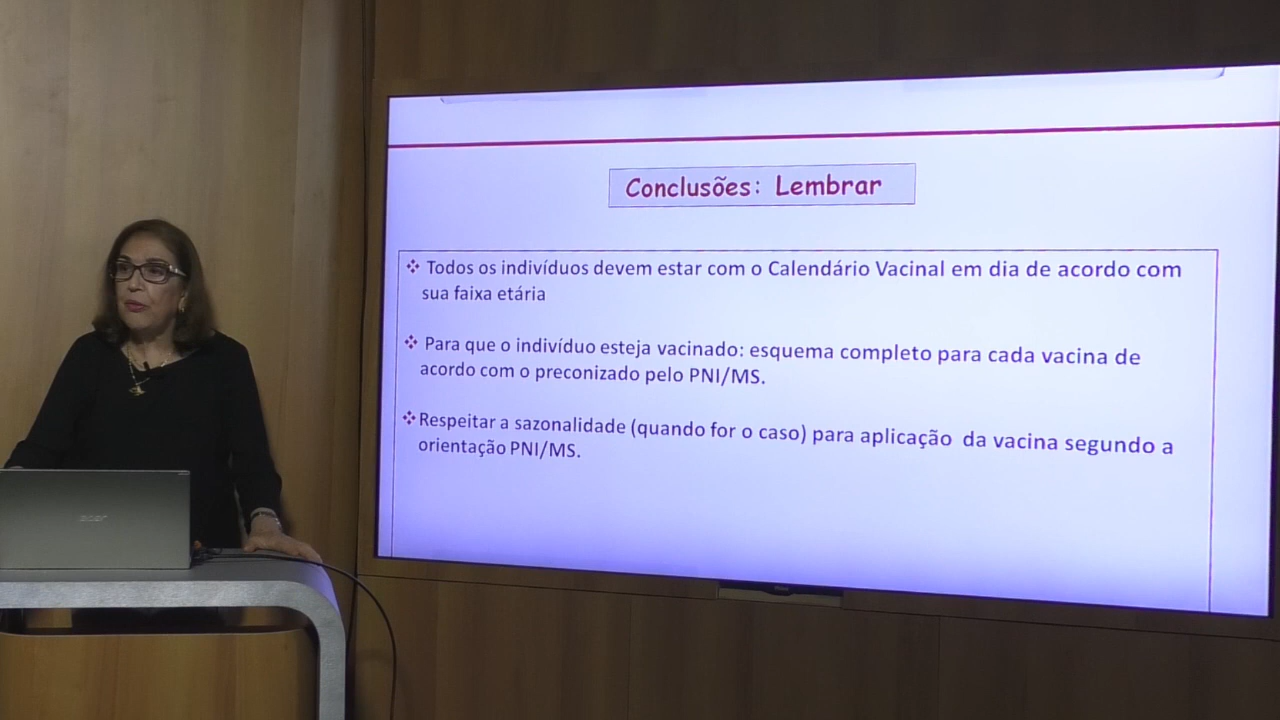 Conclusões: Lembrar
Todos os indivíduos devem estar com o Calendário Vacinal em dia de acordo com
sua faixa etária
Para que o indivíduo esteja vacinado: esquema completo para cada vacina de
acordo com o preconizado pelo PNI/MS.
Respeitar a sazonalidade (quando for o caso) para aplicação da vacina segundo a
orientação PNI/MS.
acer